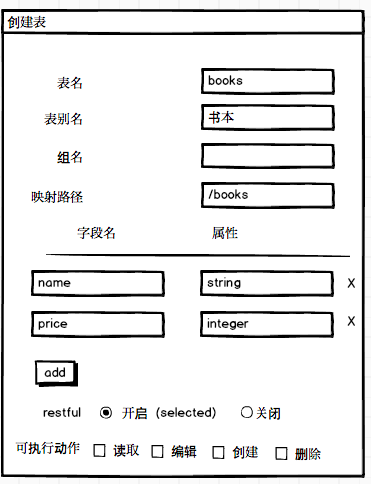 创建表
表名 books
表别名 书本
组名
映射路径 /books
字段名 属性
name string X
price integer X
add
restful 开启 (selected) 关闭
可执行动作 读取 编辑 创建 删除